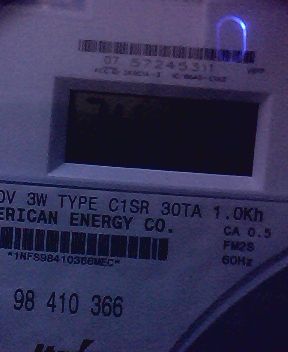 07 57245311
0V 3W TYPE C1SR 30TA 1.0Kh
ERICAN ENERGY CO.
CA 0.5
FM2S
*1NFS98410366MEC*
60Hz
98 410 366